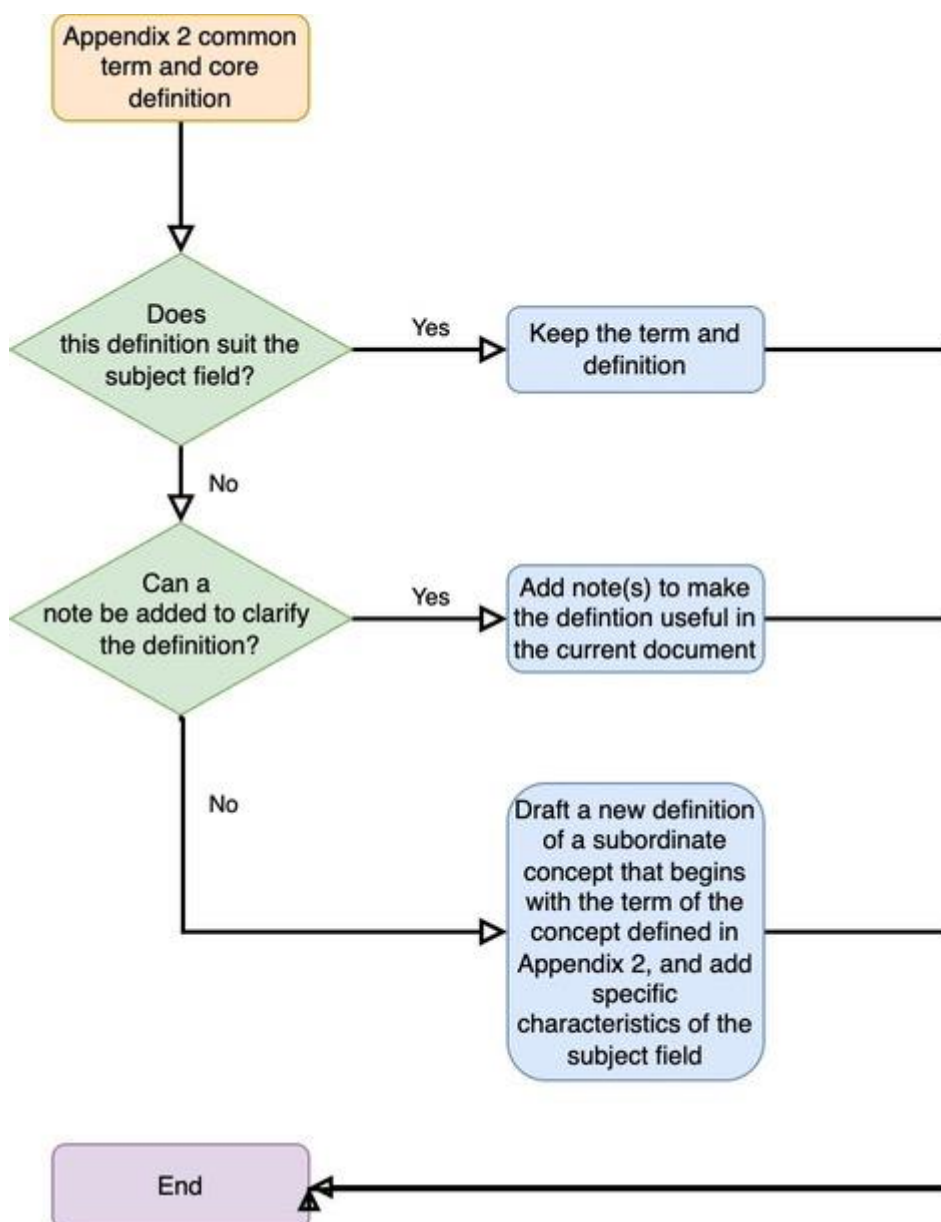 Appendix 2 common
term and core
definition
Does
this definition suit the
subject field?
Yes
Keep the term and
definition
No
Can a
note be added to clarify
the definition?
Yes
Add note(s) to make
the defintion useful in
the current document
No
Draft a new definition
of a subordinate
concept that begins
with the term of the
concept defined in
Appendix 2, and add
specific
characteristics of the
subject field
End